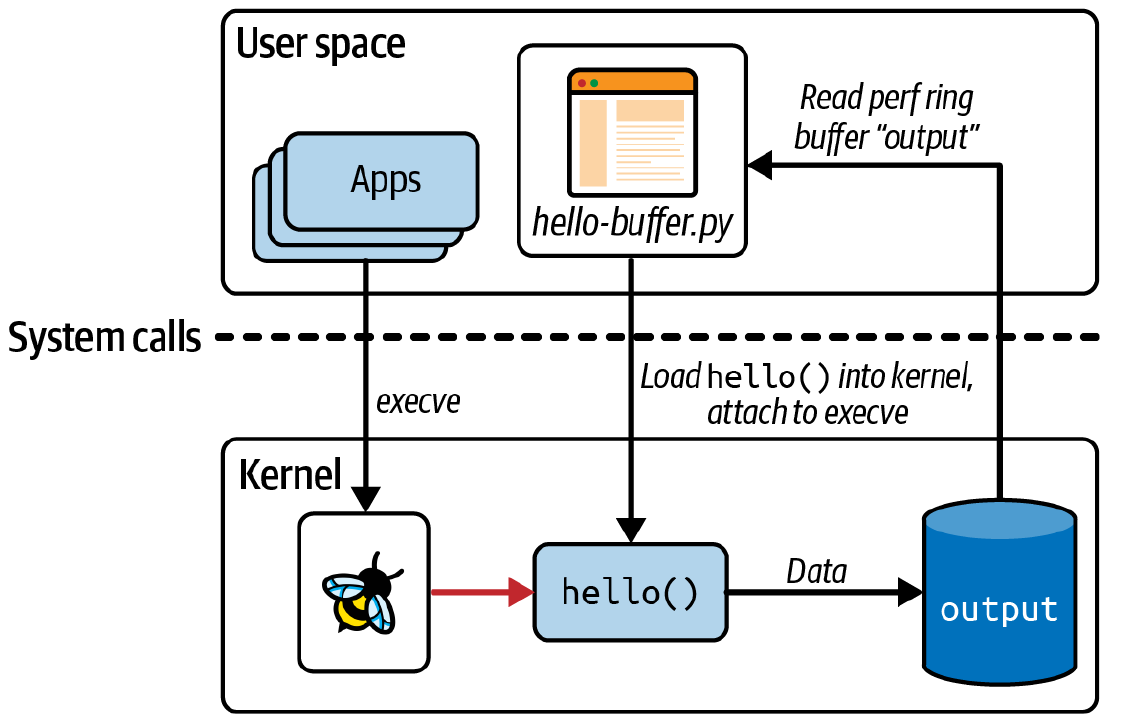 User space
Apps
hello-buffer.py
Read perf ring
buffer “output”
System calls
execve
Load hello() into kernel,
attach to execve
Kernel
hello()
Data
output